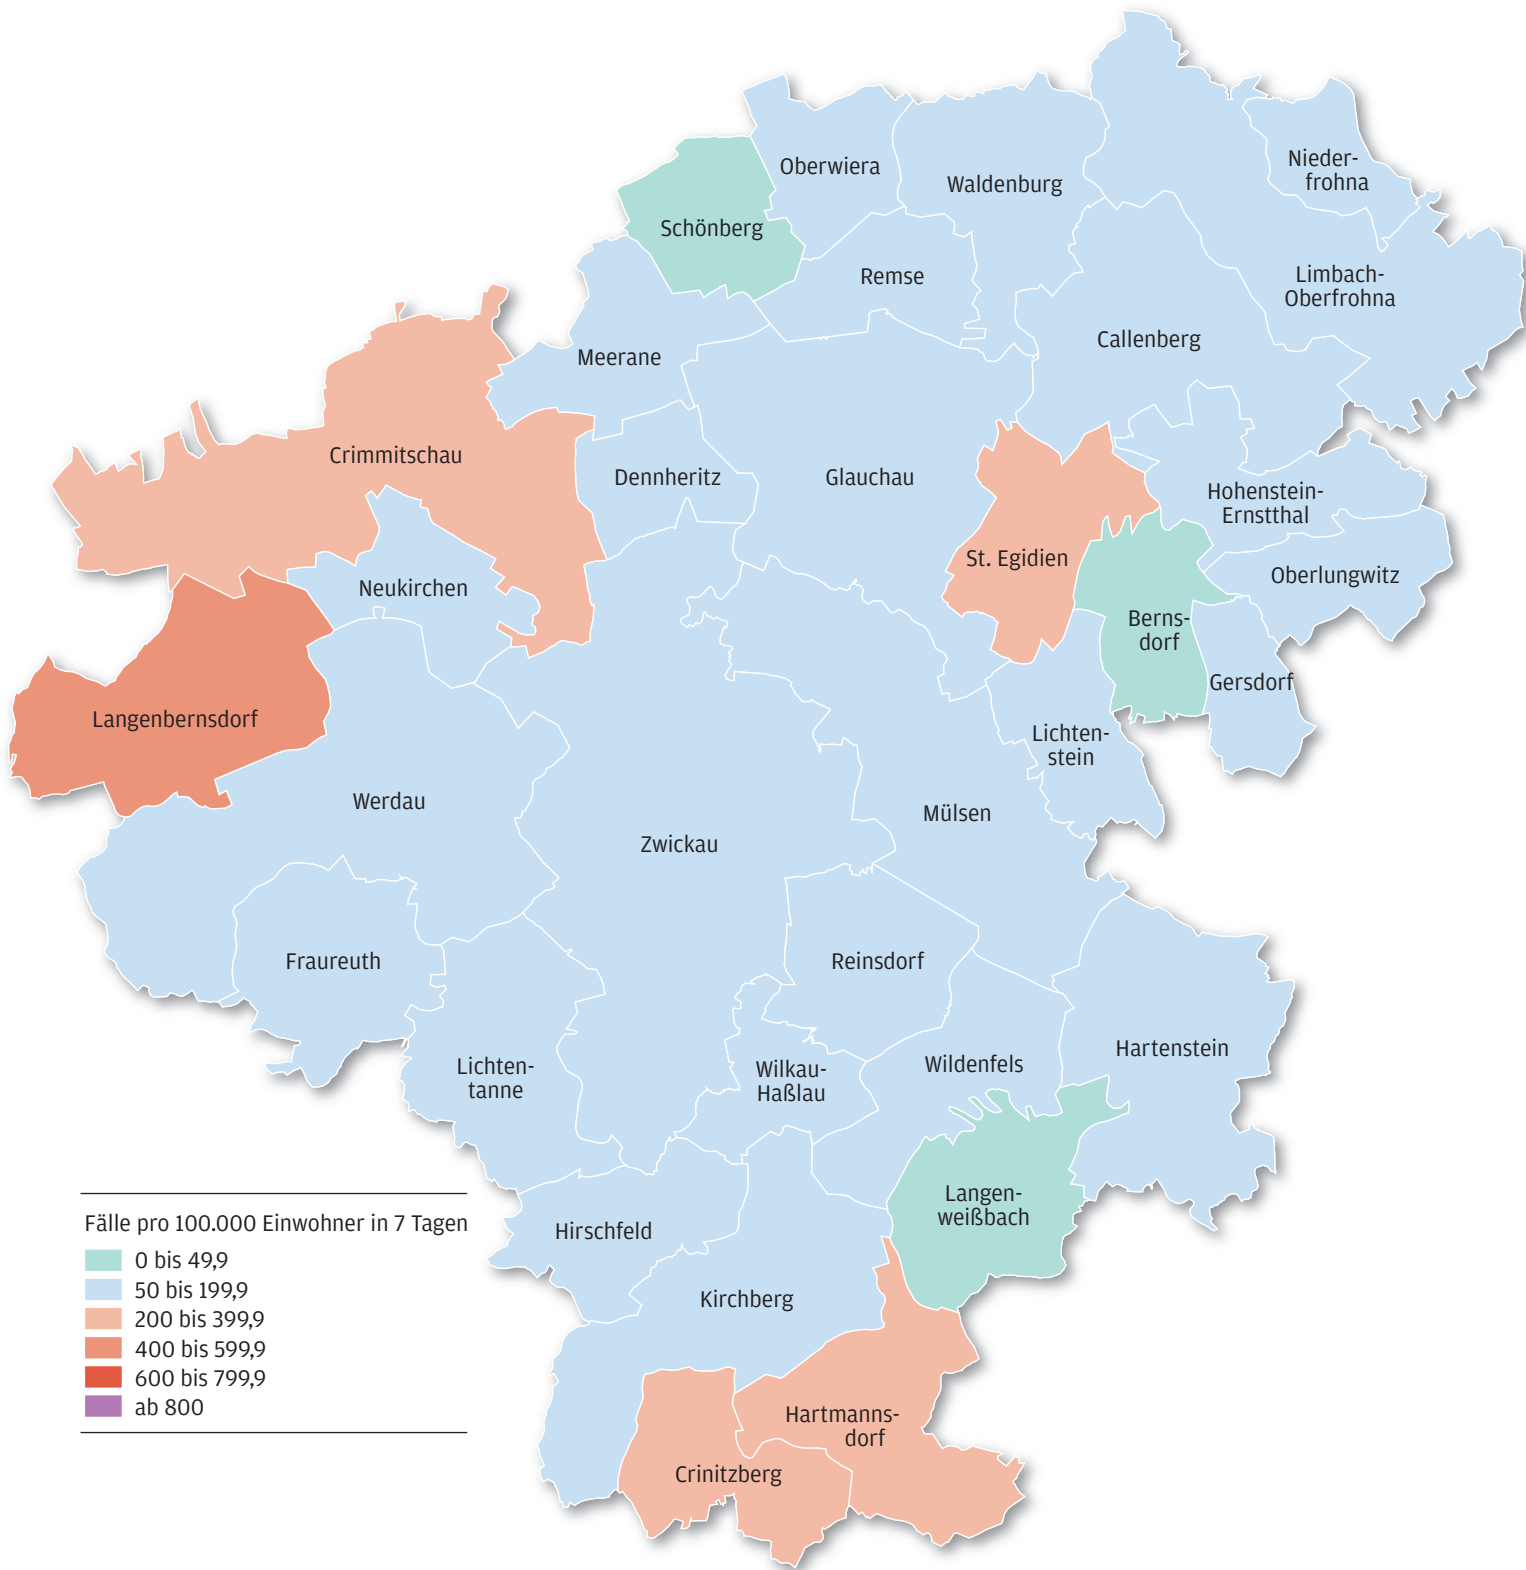 Oberwiera
Waldenburg
Nieder-
frohna
Schönberg
Remse
Limbach-
Oberfrohna
Callenberg
Meerane
Crimmitschau
Dennheritz
Glauchau
Hohenstein-
Ernstthal
St. Egidien
Oberlungwitz
Neukirchen
Berns-
dorf
Gersdorf
Langenbernsdorf
Lichten-
stein
Werdau
Mülsen
Zwickau
Fraureuth
Reinsdorf
Hartenstein
Lichten-
tanne
Wilkau-
Haßlau
Wildenfels
Langen-
weißbach
Hirschfeld
Kirchberg
Hartmanns-
dorf
Crinitzberg
Fälle pro 100.000 Einwohner in 7 Tagen
0 bis 49,9
50 bis 199,9
200 bis 399,9
400 bis 599,9
600 bis 799,9
ab 800